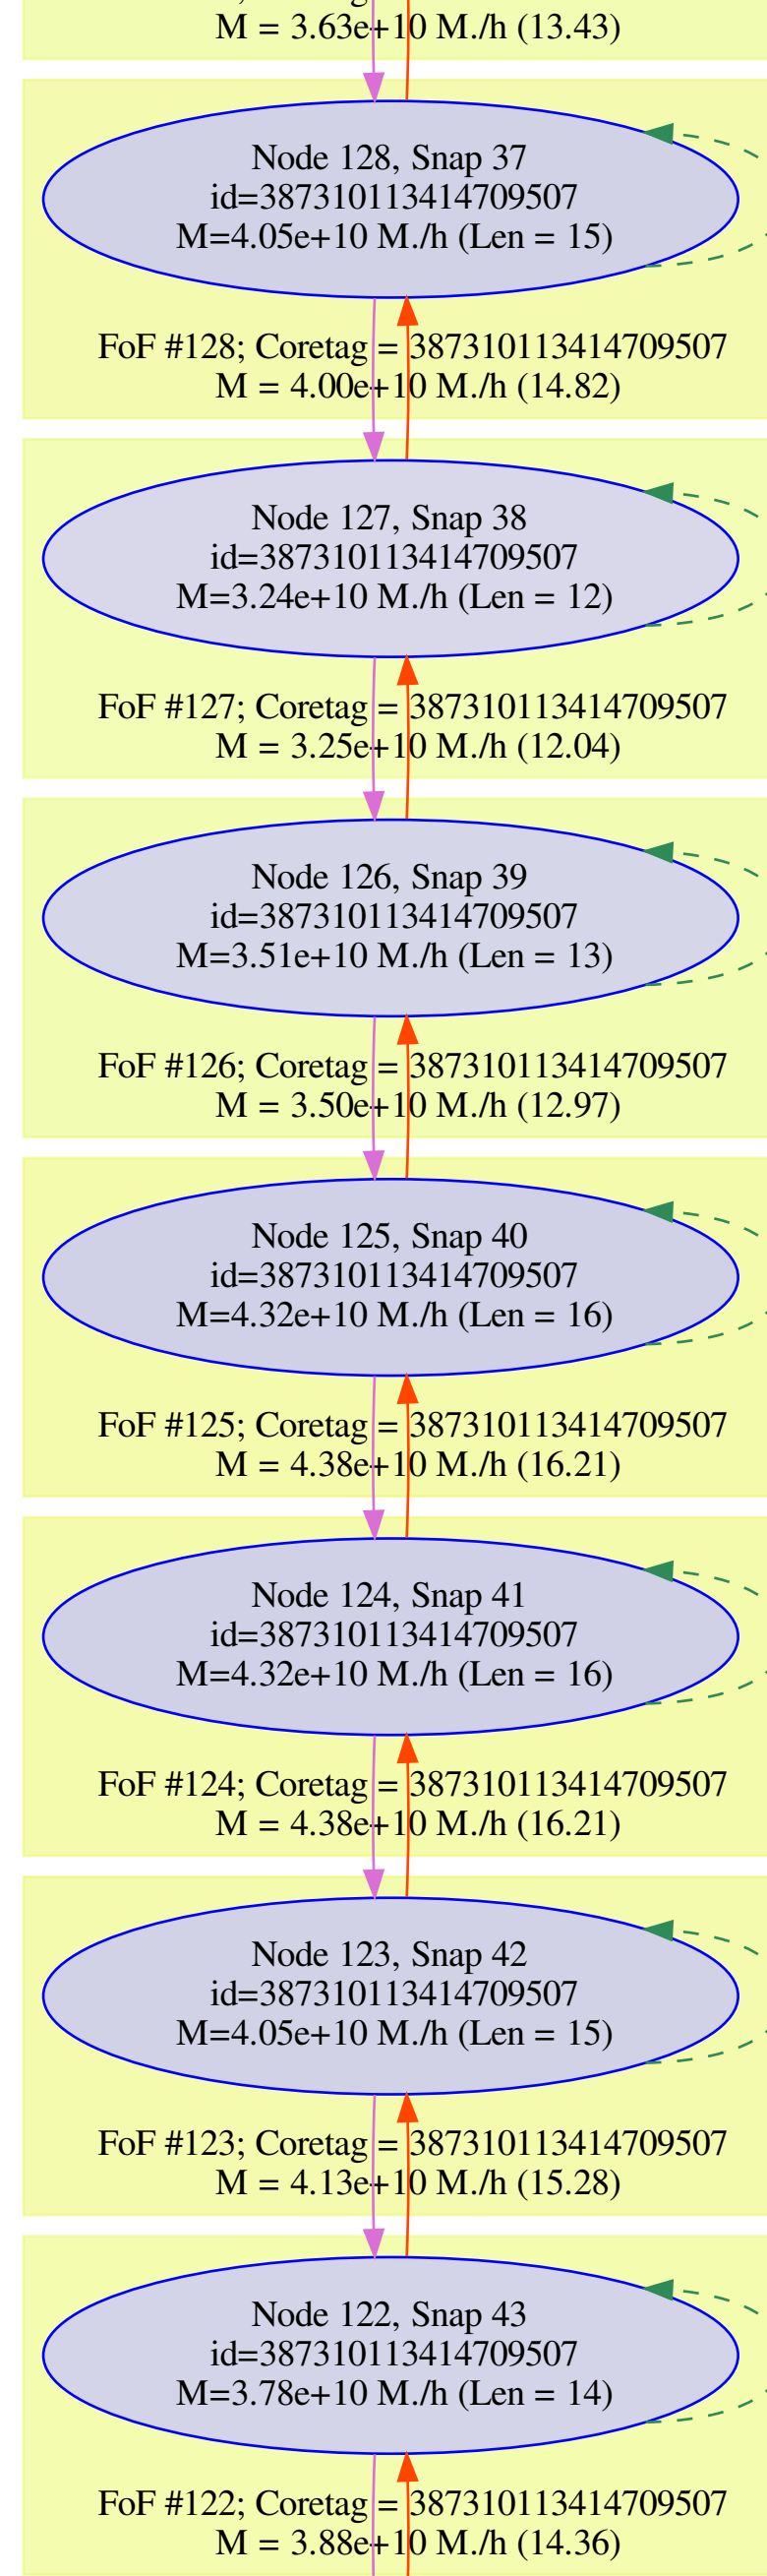 M = 3.63e+10 M./h (13.43)
Node 128, Snap 37
id=387310113414709507
M=4.05e+10 M./h (Len = 15)
FoF #128; Coretag = 387310113414709507
M = 4.00e+10 M./h (14.82)
Node 127, Snap 38
id=387310113414709507
M=3.24e+10 M./h (Len = 12)
FoF #127; Coretag = 387310113414709507
M = 3.25e+10 M./h (12.04)
Node 126, Snap 39
id=387310113414709507
M=3.51e+10 M./h (Len = 13)
FoF #126; Coretag = 387310113414709507
M = 3.50e+10 M./h (12.97)
Node 125, Snap 40
id=387310113414709507
M=4.32e+10 M./h (Len = 16)
FoF #125; Coretag = 387310113414709507
M = 4.38e+10 M./h (16.21)
Node 124, Snap 41
id=387310113414709507
M=4.32e+10 M./h (Len = 16)
FoF #124; Coretag = 387310113414709507
M = 4.38e+10 M./h (16.21)
Node 123, Snap 42
id=387310113414709507
M=4.05e+10 M./h (Len = 15)
FoF #123; Coretag = 387310113414709507
M = 4.13e+10 M./h (15.28)
Node 122, Snap 43
id=387310113414709507
M=3.78e+10 M./h (Len = 14)
FoF #122; Coretag = 387310113414709507
M = 3.88e+10 M./h (14.36)